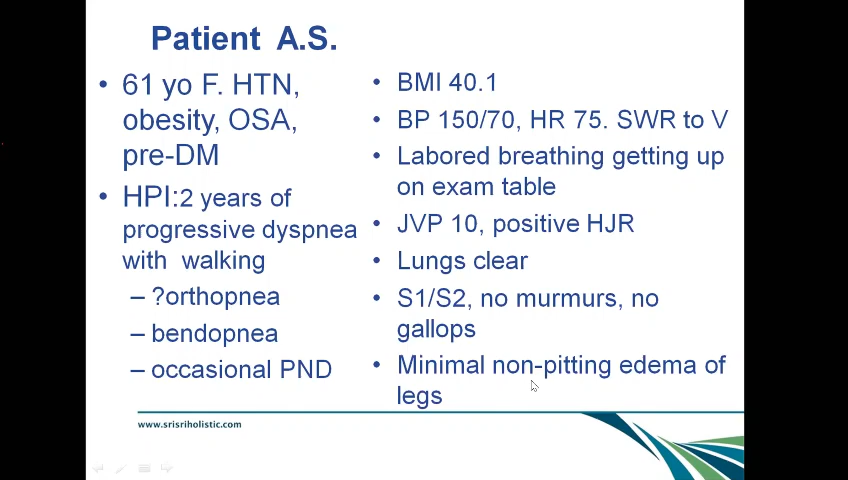 Patient A.S.
• 61 yo F. HTN,
obesity, OSA,
pre-DM
• HPI:2 years of
progressive dyspnea
with walking
– ?orthopnea
– bendopnea
– occasional PND
• BMI 40.1
• BP 150/70, HR 75. SWR to V
• Labored breathing getting up
on exam table
• JVP 10, positive HJR
• Lungs clear
• S1/S2, no murmurs, no
gallops
• Minimal non-pitting edema of
legs
www.srisriholistic.com